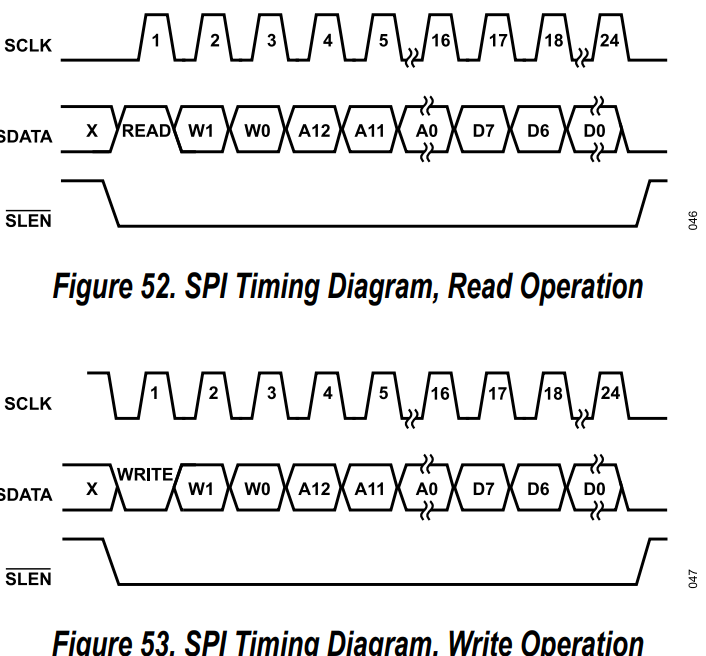 SCLK 1 2 3 4 5 16 17 18 24
SDATA X READ W1 W0 A12 A11 A0 D7 D6 D0
SLEN
046
Figure 52. SPI Timing Diagram, Read Operation
SCLK 1 2 3 4 5 16 17 18 24
SDATA X WRITE W1 W0 A12 A11 A0 D7 D6 D0
SLEN
047
Figure 53. SPI Timing Diagram, Write Operation